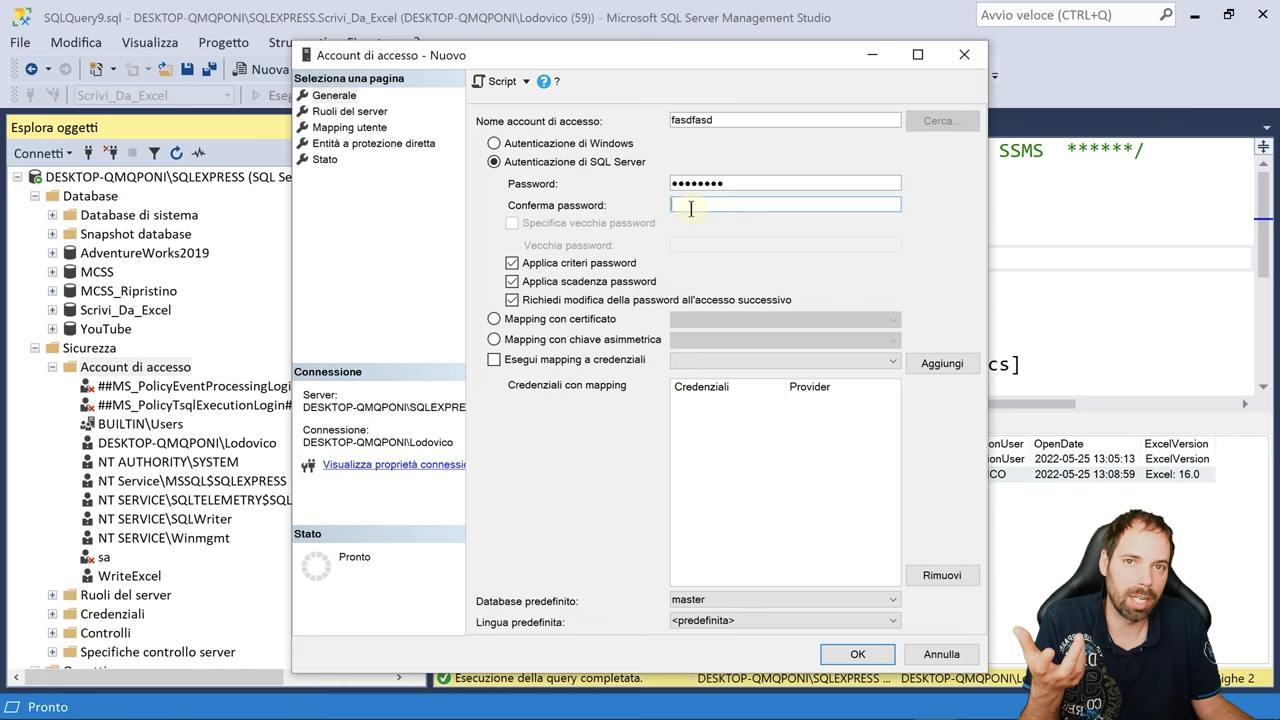 SQLQuery9.sql - DESKTOP-QMQPONI\SQLEXPRESS.Scrivi_Da_Excel (DESKTOP-QMQPONI\Lodovico (59)) - Microsoft SQL Server Management Studio
Avvio veloce (CTRL+Q)
File Modifica Visualizza Progetto
Nuova
Scrivi_Da_Excel
Esplora oggetti
Connetti
DESKTOP-QMQPONI\SQLEXPRESS (SQL Se
Database
Database di sistema
Snapshot database
AdventureWorks2019
MCSS
MCSS_Ripristino
Scrivi_Da_Excel
YouTube
Sicurezza
Account di accesso
##MS_PolicyEventProcessingLogi
##MS_PolicyTsqlExecutionLogin#
BUILTIN\Users
DESKTOP-QMQPONI\Lodovico
NT AUTHORITY\SYSTEM
NT Service\MSSQL$SQLEXPRESS
NT SERVICE\SQLTELEMETRY$SQL
NT SERVICE\SQLWriter
NT SERVICE\Winmgmt
sa
WriteExcel
Ruoli del server
Credenziali
Controlli
Specifiche controllo server
Account di accesso - Nuovo
Seleziona una pagina
Generale
Ruoli del server
Mapping utente
Entità a protezione diretta
Stato
Connessione
Server:
DESKTOP-QMQPONI\SQLEXPRE
Connessione:
DESKTOP-QMQPONI\Lodovico
Visualizza proprietà connessio
Stato
Pronto
Script ?
Nome account di accesso: fasdfasd Cerca...
Autenticazione di Windows
Autenticazione di SQL Server
Password: ●●●●●●●●
Conferma password:
Specifica vecchia password
Vecchia password:
Applica criteri password
Applica scadenza password
Richiedi modifica della password all'accesso successivo
Mapping con certificato
Mapping con chiave asimmetrica
Esegui mapping a credenziali Aggiungi
Credenziali con mapping Credenziali Provider
Rimuovi
Database predefinito: master
Lingua predefinita: <predefinita>
OK Annulla
SSMS ******/
cs]
onUser OpenDate ExcelVersion
onUser 2022-05-25 13:05:13 ExcelVersion
CO 2022-05-25 13:08:59 Excel: 16.0
Esecuzione della query completata. DESKTOP-QMQPONI\SQLEXPRESS ... DESKTOP-QMQPONI\L
ighe 2
Pronto